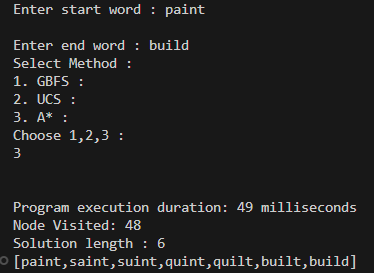 Enter start word : paint
Enter end word : build
Select Method :
1. GBFS :
2. UCS :
3. A* :
Choose 1,2,3 :
3
Program execution duration: 49 milliseconds
Node Visited: 48
Solution length : 6
[paint,saint,suint,quint,quilt,built,build]